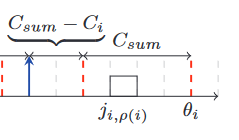 C_{sum} − C_i
C_{sum}
j_{i,ρ(i)} θ_i